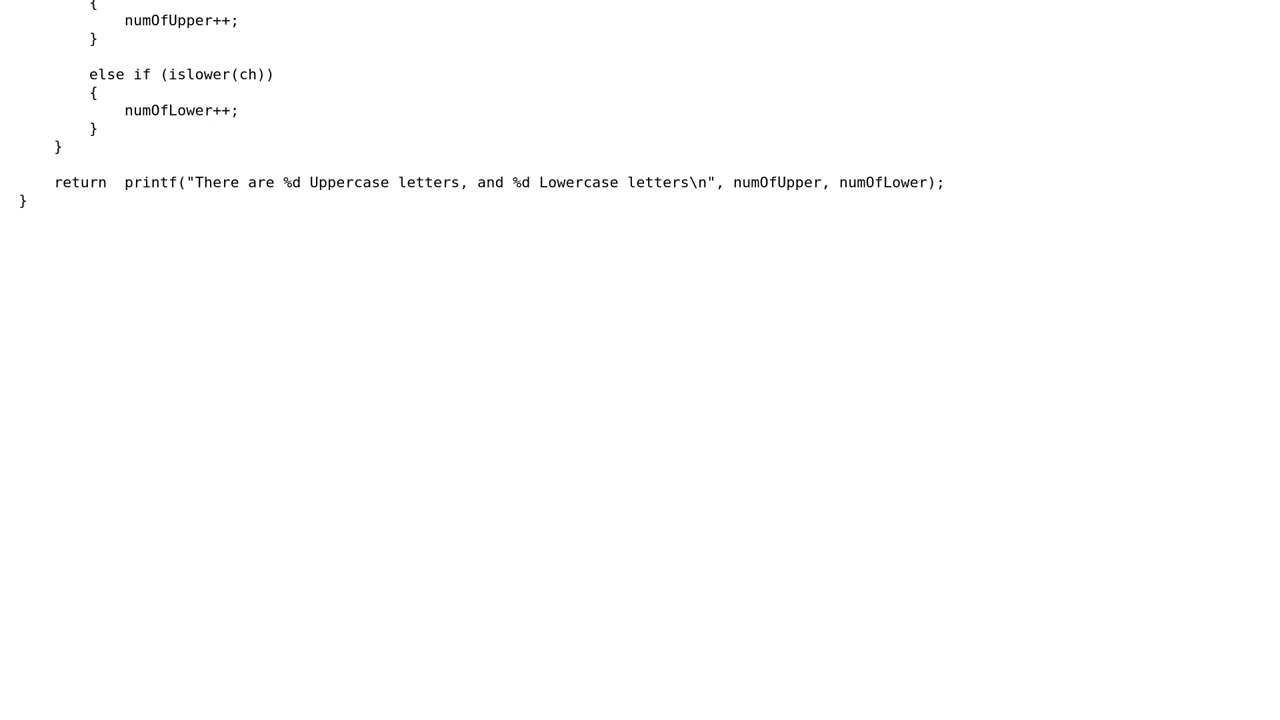 {
numOfUpper++;
}
else if (islower(ch))
{
numOfLower++;
}
}
return  printf("There are %d Uppercase letters, and %d Lowercase letters\n", numOfUpper, numOfLower);
}